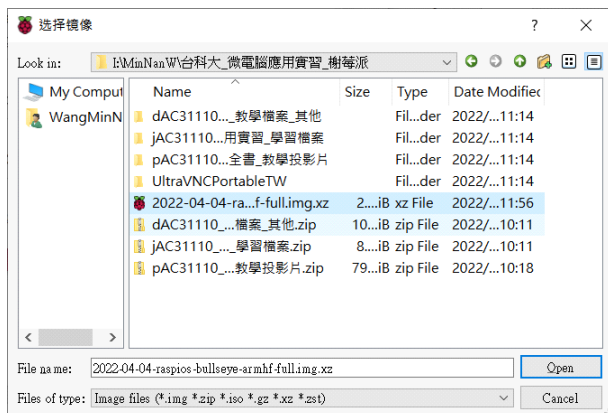 选择镜像 ? ×
Look in: I:\MinNanW\台科大_微電腦應用實習_榭莓派
My Comput
WangMinN
Name Size Type Date Modified
dAC31110..._教學檔案_其他 Fil...der 2022/...11:14
jAC31110...用實習_學習檔案 Fil...der 2022/...11:14
pAC31110...全書_教學投影片 Fil...der 2022/...11:14
UltraVNCPortableTW Fil...der 2022/...11:14
2022-04-04-ra...f-full.img.xz 2...iB xz File 2022/...11:56
dAC31110_...檔案_其他.zip 10...iB zip File 2022/...10:11
jAC31110_..._學習檔案.zip 8....iB zip File 2022/...10:11
pAC31110_...教學投影片.zip 79...iB zip File 2022/...10:18
File name: 2022-04-04-raspios-bullseye-armhf-full.img.xz Open
Files of type: Image files (*.img *.zip *.iso *.gz *.xz *.zst) Cancel